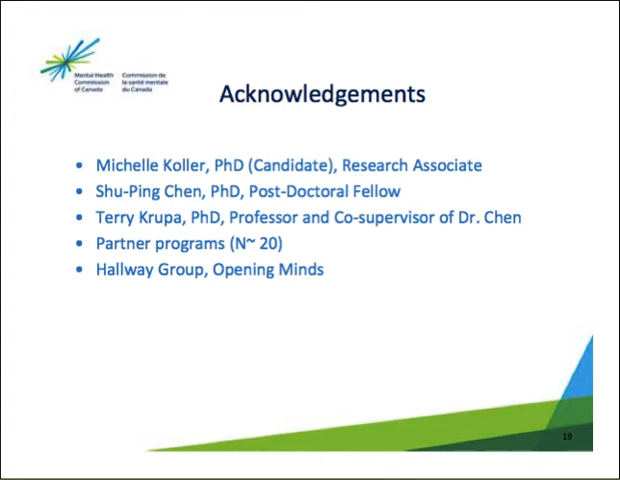 Mental Health Commission of Canada
Commission de la santé mentale du Canada
Acknowledgements
• Michelle Koller, PhD (Candidate), Research Associate
• Shu-Ping Chen, PhD, Post-Doctoral Fellow
• Terry Krupa, PhD, Professor and Co-supervisor of Dr. Chen
• Partner programs (N~ 20)
• Hallway Group, Opening Minds
19